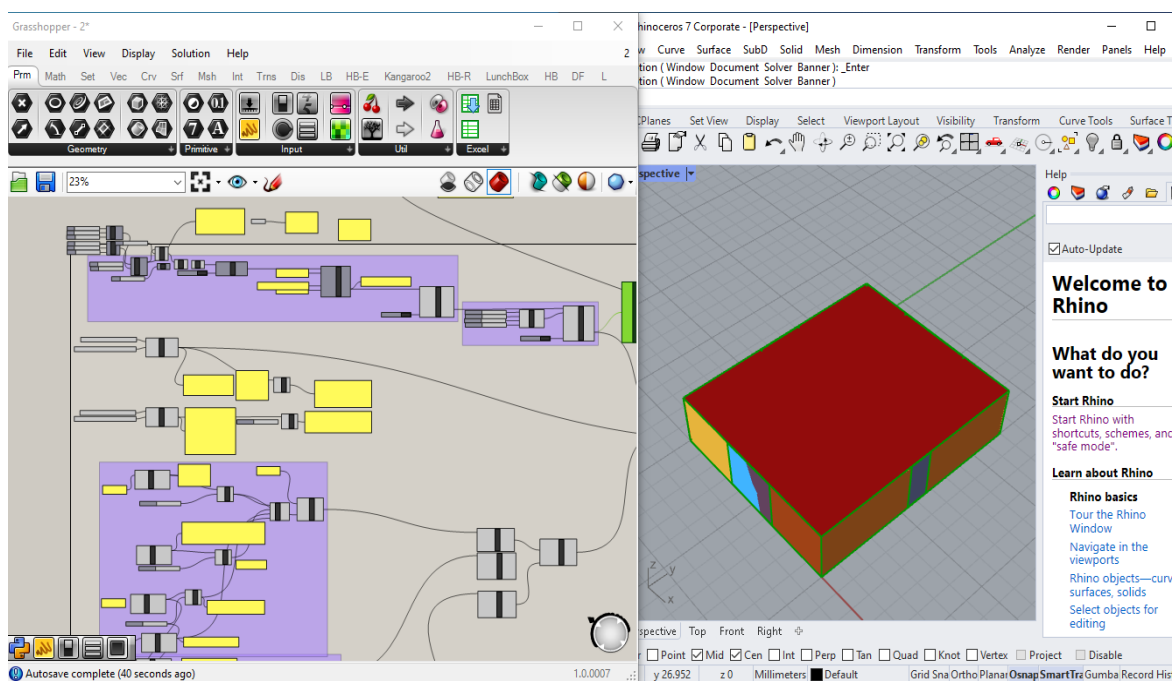 Grasshopper - 2*
File Edit View Display Solution Help 2
Prm Math Set Vec Crv Srf Msh Int Trns Dis LB HB-E Kangaroo2 HB-R LunchBox HB DF L
Geometry Primitive Input Util Excel
23%
Autosave complete (40 seconds ago) 1.0.0007
hinoceros 7 Corporate - [Perspective]
w Curve Surface SubD Solid Mesh Dimension Transform Tools Analyze Render Panels Help
tion ( Window Document Solver Banner ): _Enter
tion ( Window Document Solver Banner )
CPlanes Set View Display Select Viewport Layout Visibility Transform Curve Tools Surface T
spective
z
y
x
Help
Auto-Update
Welcome to
Rhino
What do you
want to do?
Start Rhino
Start Rhino with
shortcuts, schemes, and
"safe mode".
Learn about Rhino
Rhino basics
Tour the Rhino
Window
Navigate in the
viewports
Rhino objects—curv
surfaces, solids
Select objects for
editing
spective Top Front Right
r Point Mid Cen Int Perp Tan Quad Knot Vertex Project Disable
y 26.952 z 0 Millimeters Default Grid Sna Ortho Planar Osnap SmartTra Gumba Record His